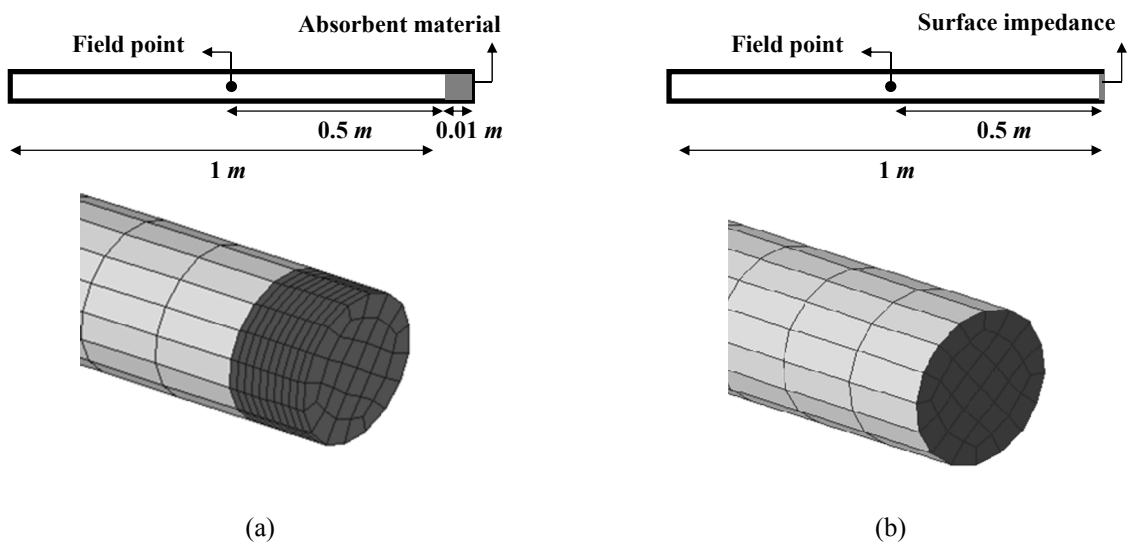 Absorbent material
Field point
0.5 m
0.01 m
1 m
Surface impedance
Field point
0.5 m
1 m
(a)
(b)